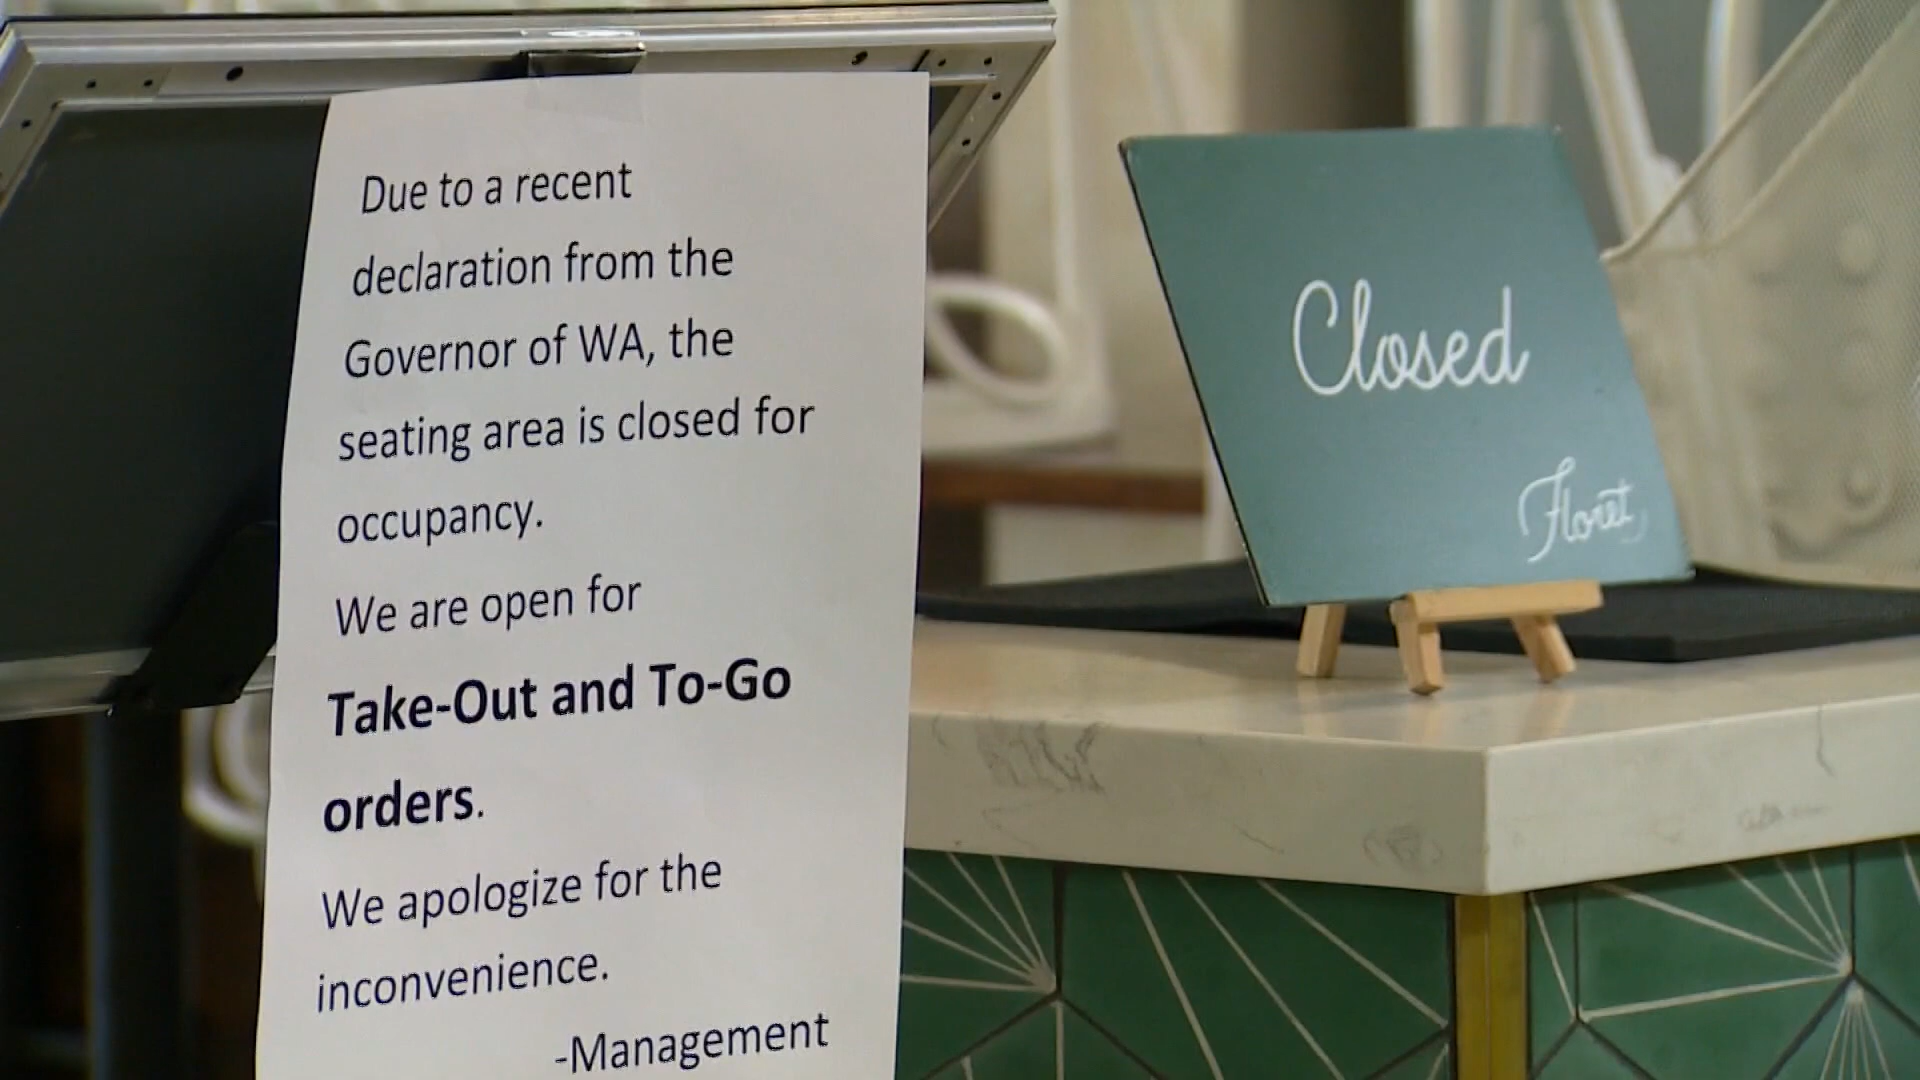 Due to a recent
declaration from the
Governor of WA, the
seating area is closed for
occupancy.
We are open for
Take-Out and To-Go
orders.
We apologize for the
inconvenience.
-Management
Closed
Floret